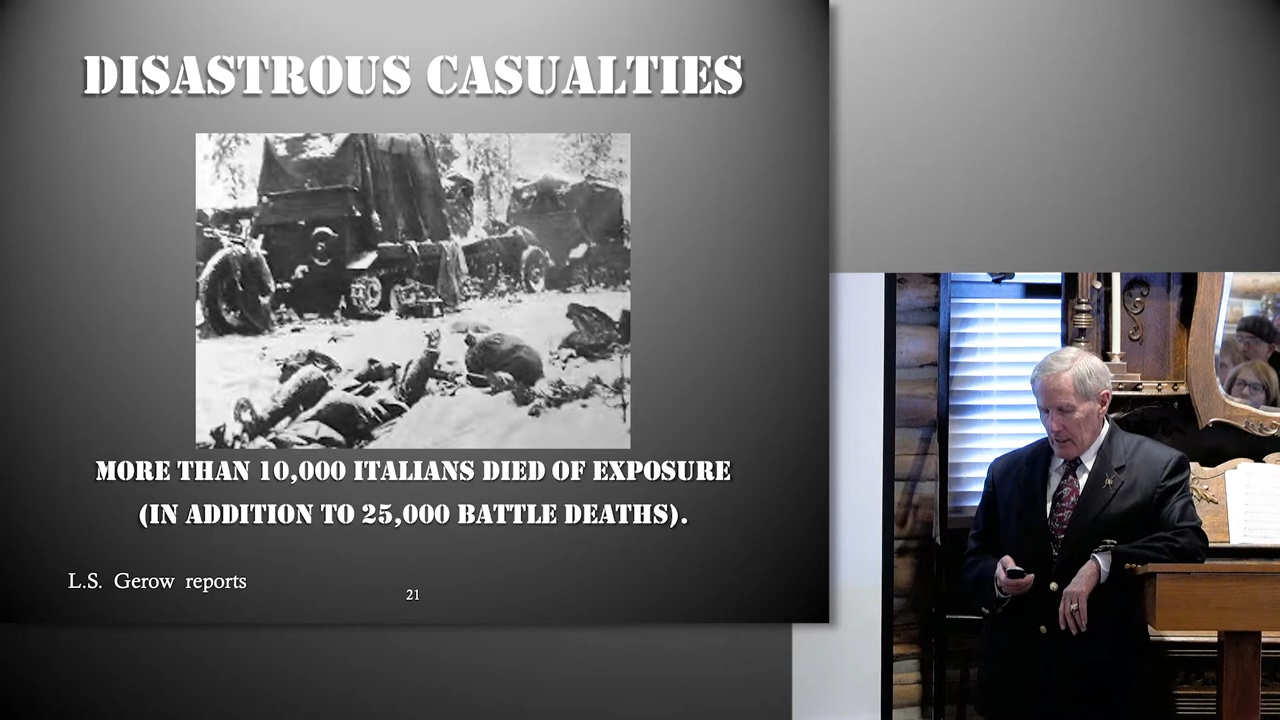 DISASTROUS CASUALTIES
MORE THAN 10,000 ITALIANS DIED OF EXPOSURE
(IN ADDITION TO 25,000 BATTLE DEATHS).
L.S. Gerow reports
21